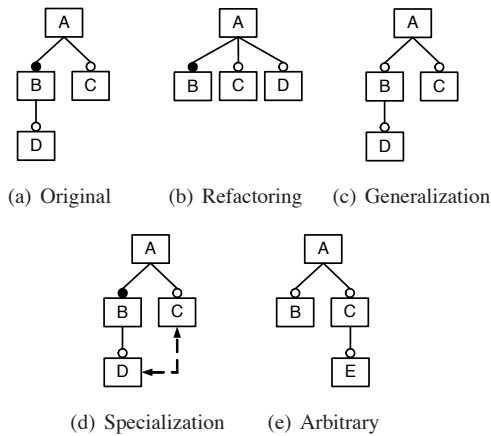 A A A
B C B C D B C
D D
(a) Original (b) Refactoring (c) Generalization
A A
B C B C
D E
(d) Specialization (e) Arbitrary